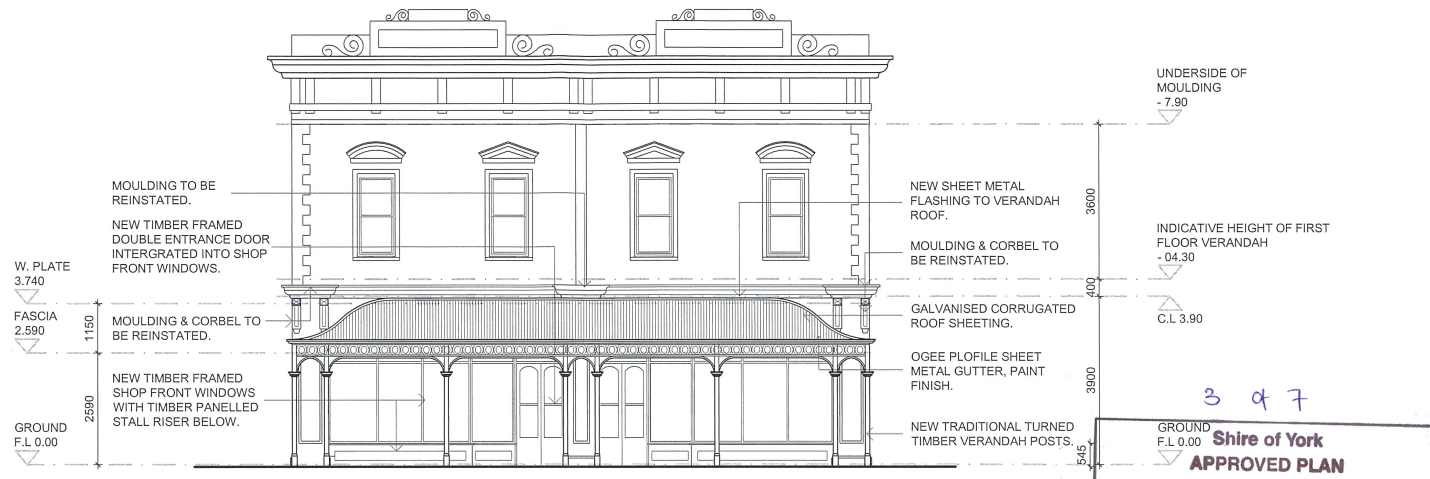 UNDERSIDE OF
MOULDING
- 7.90
MOULDING TO BE
REINSTATED.
NEW TIMBER FRAMED
DOUBLE ENTRANCE DOOR
INTERGRATED INTO SHOP
FRONT WINDOWS.
W. PLATE
3.740
FASCIA
2.590
1150
MOULDING & CORBEL TO
BE REINSTATED.
NEW TIMBER FRAMED
SHOP FRONT WINDOWS
WITH TIMBER PANELLED
STALL RISER BELOW.
2590
GROUND
F.L 0.00
NEW SHEET METAL
FLASHING TO VERANDAH
ROOF.
MOULDING & CORBEL TO
BE REINSTATED.
GALVANISED CORRUGATED
ROOF SHEETING.
OGEE PLOFILE SHEET
METAL GUTTER, PAINT
FINISH.
NEW TRADITIONAL TURNED
TIMBER VERANDAH POSTS.
3600
400
3900
545
INDICATIVE HEIGHT OF FIRST
FLOOR VERANDAH
- 04.30
C.L 3.90
3 of 7
GROUND
F.L 0.00
Shire of York
APPROVED PLAN